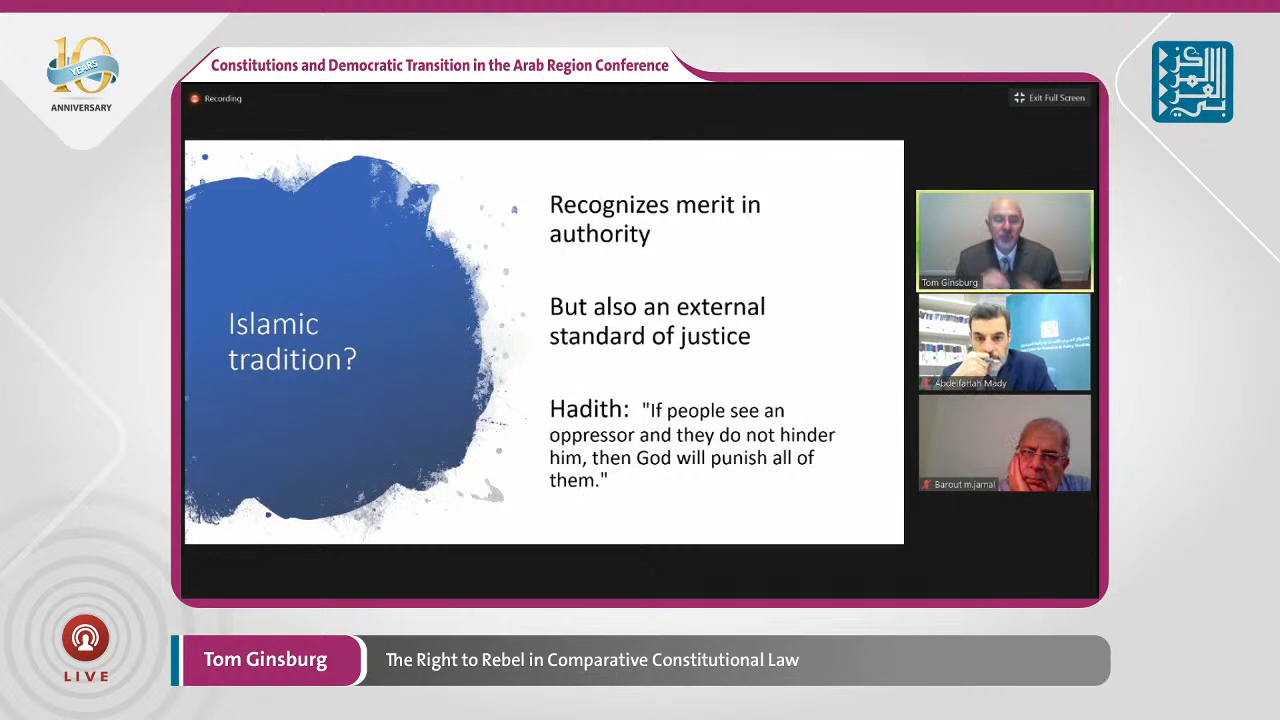 10
YEARS
ANNIVERSARY
Constitutions and Democratic Transition in the Arab Region Conference
Recording
Exit Full Screen
Islamic
tradition?
Recognizes merit in
authority
But also an external
standard of justice
Hadith: "If people see an
oppressor and they do not hinder
him, then God will punish all of
them."
Tom Ginsburg
Abdelfattah Mady
Barout m.jamal
LIVE
Tom Ginsburg
The Right to Rebel in Comparative Constitutional Law